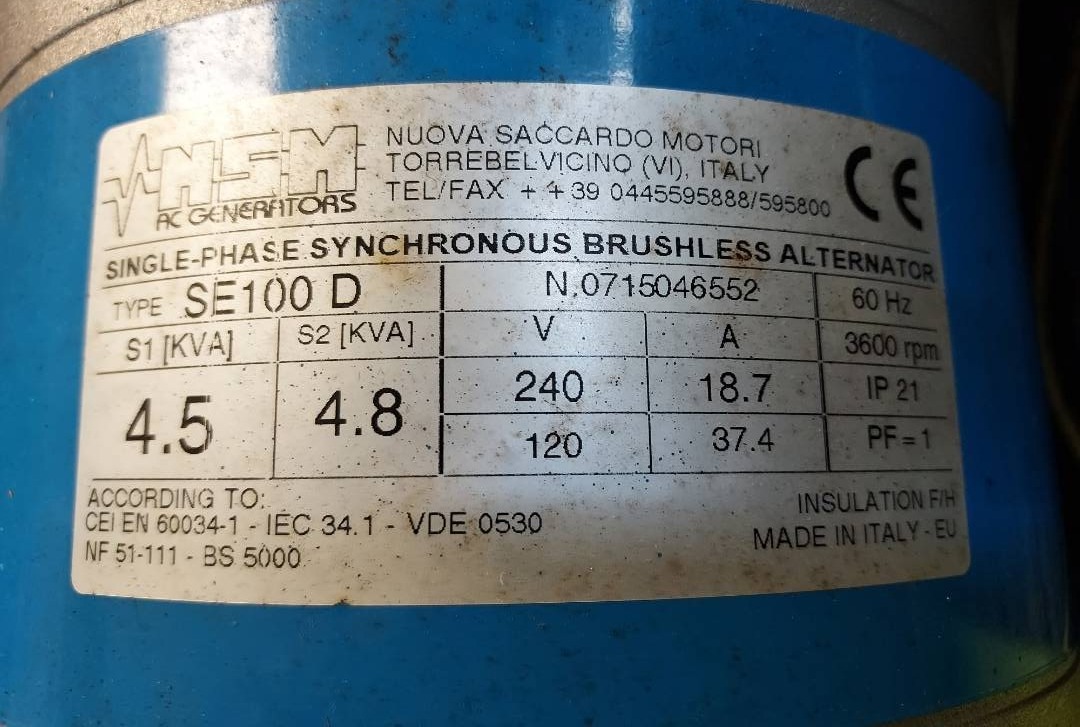 NSM
AC GENERATORS
NUOVA SACCARDO MOTORI
TORREBELVICINO (VI), ITALY
TEL/FAX + + 39 0445595888/595800
CE
SINGLE-PHASE SYNCHRONOUS BRUSHLESS ALTERNATOR
TYPE SE100 D
N.0715046552
60 Hz
S1 [KVA]
S2 [KVA]
V
A
3600 rpm
4.5
4.8
240
18.7
IP 21
120
37.4
PF = 1
ACCORDING TO:
CEI EN 60034-1 - IEC 34.1 - VDE 0530
NF 51-111 - BS 5000
INSULATION F/H
MADE IN ITALY - EU